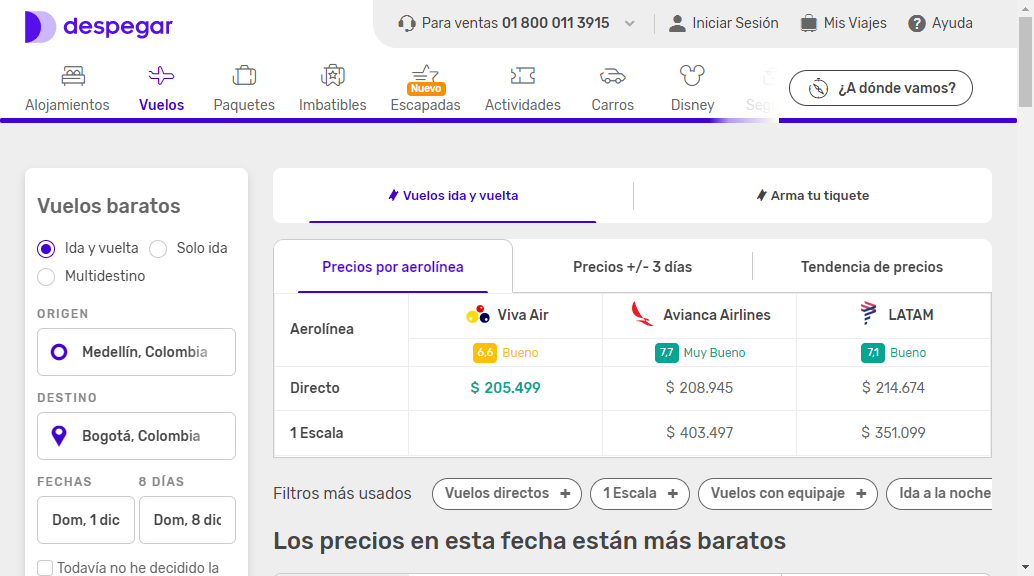 despegar
Para ventas 01 800 011 3915
Iniciar Sesión
Mis Viajes
Ayuda
Alojamientos
Vuelos
Paquetes
Imbatibles
Nuevo
Escapadas
Actividades
Carros
Disney
¿A dónde vamos?
Vuelos baratos
Ida y vuelta
Solo ida
Multidestino
ORIGEN
Medellín, Colombia
DESTINO
Bogotá, Colombia
FECHAS
8 DÍAS
Dom, 1 dic
Dom, 8 dic
Todavía no he decidido la
Vuelos ida y vuelta
Arma tu tiquete
Precios por aerolínea
Precios +/- 3 días
Tendencia de precios
Aerolínea
Viva Air
Avianca Airlines
LATAM
6,6 Bueno
7,7 Muy Bueno
7,1 Bueno
Directo
$ 205.499
$ 208.945
$ 214.674
1 Escala
$ 403.497
$ 351.099
Filtros más usados
Vuelos directos +
1 Escala +
Vuelos con equipaje +
Ida a la noche
Los precios en esta fecha están más baratos